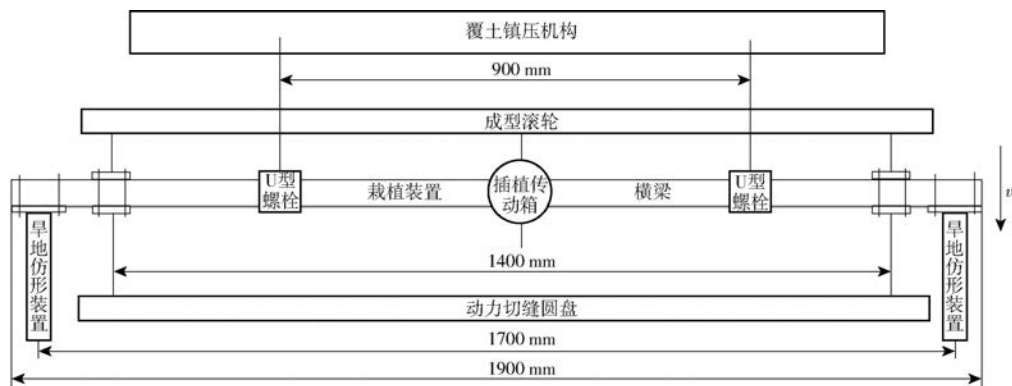 覆土镇压机构
900 mm
成型滚轮
U型
螺栓
栽植装置
插植传
动箱
横梁
U型
螺栓
v
旱地仿形装置
旱地仿形装置
1400 mm
动力切缝圆盘
1700 mm
1900 mm